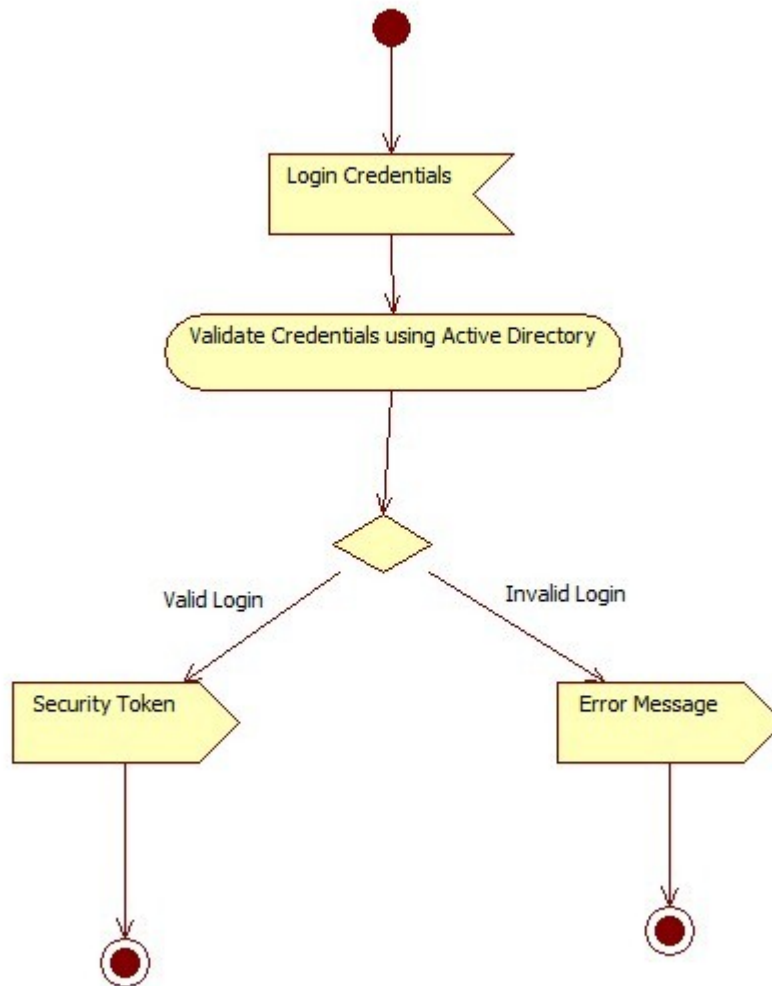 Login Credentials
Validate Credentials using Active Directory
Valid Login
Invalid Login
Security Token
Error Message